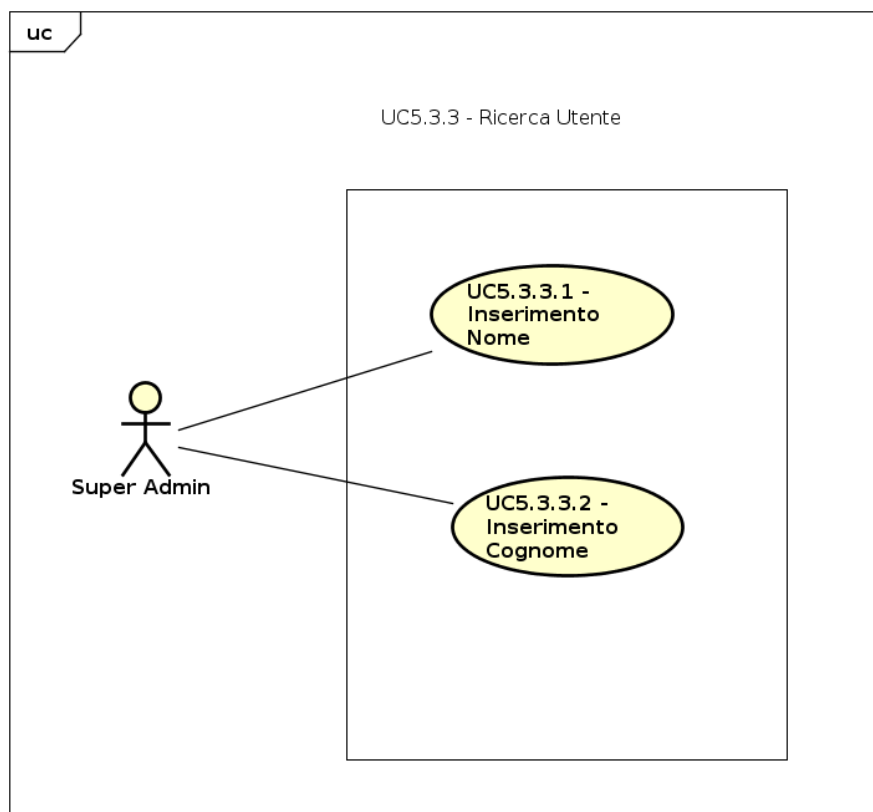 uc
UC5.3.3 - Ricerca Utente
UC5.3.3.1 -
Inserimento
Nome
Super Admin
UC5.3.3.2 -
Inserimento
Cognome